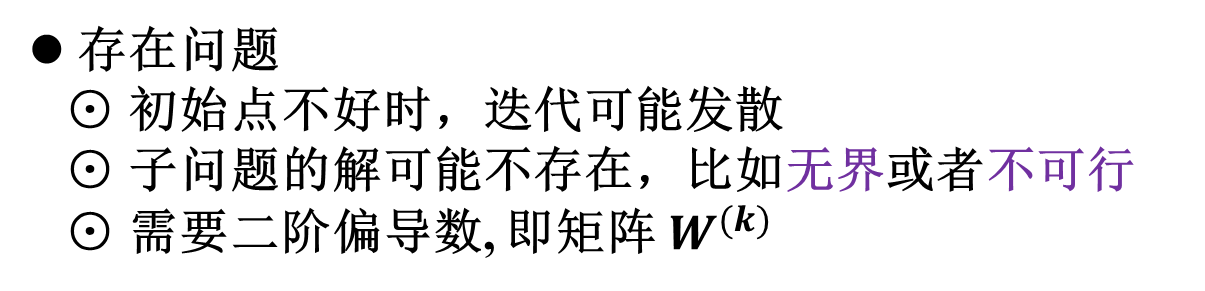 ● 存在问题
⊙ 初始点不好时，迭代可能发散
⊙ 子问题的解可能不存在，比如无界或者不可行
⊙ 需要二阶偏导数, 即矩阵 W^(k)